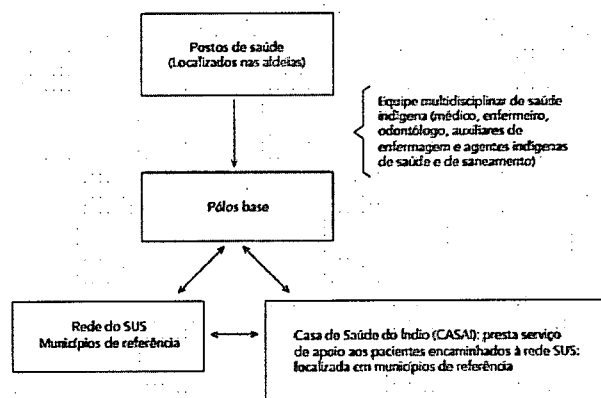 Postos de saúde
(Localizados nas aldeias)
Equipe multidisciplinar de saúde
indígena (médico, enfermeiro,
odontólogo, auxiliares de
enfermagem e agentes indígenas
de saúde e de saneamento)
Pólos base
Rede do SUS
Municípios de referência
Casa de Saúde do Índio (CASAI): presta serviço
de apoio aos pacientes encaminhados à rede SUS:
localizada em municípios de referência